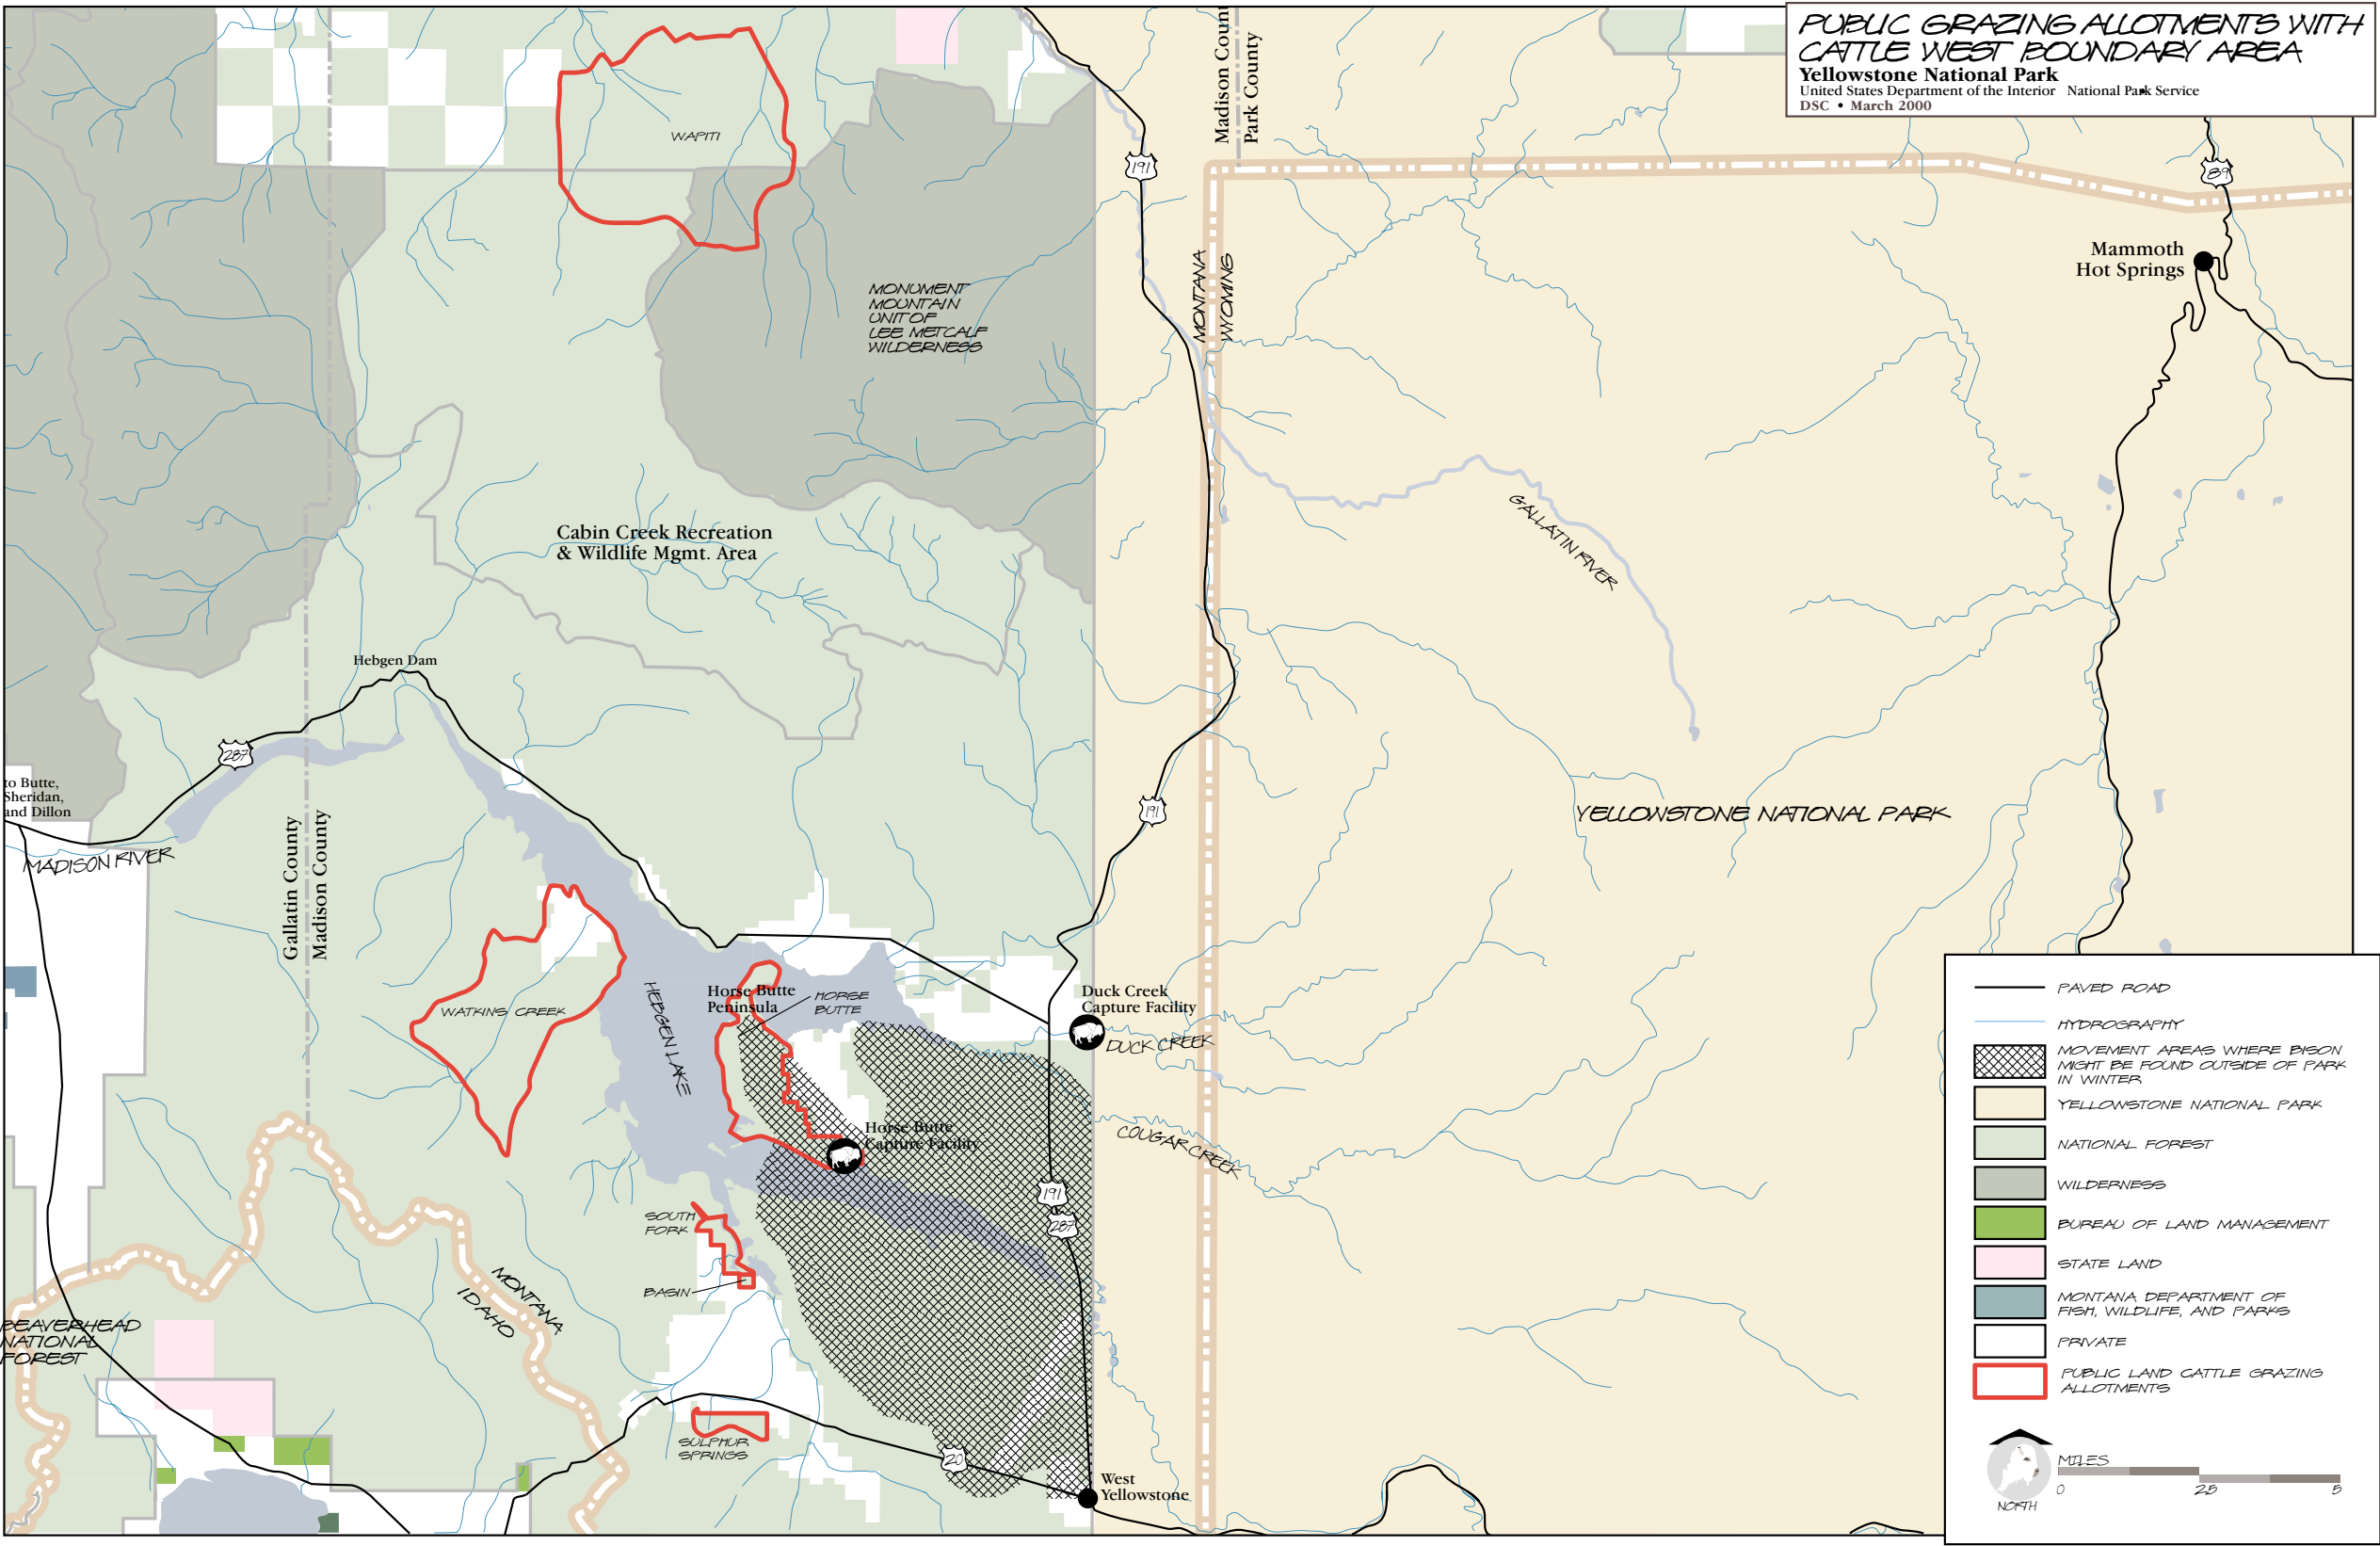 PUBLIC GRAZING ALLOTMENTS WITH
CATTLE WEST BOUNDARY AREA
Yellowstone National Park
United States Department of the Interior National Park Service
DSC • March 2000
Madison Coun
Park County
191
89
WAPITI
Mammoth
Hot Springs
MONTANA
WYOMING
MONUMENT
MOUNTAIN
UNIT OF
LEE METCALF
WILDERNESS
GALLATIN RIVER
Cabin Creek Recreation
& Wildlife Mgmt. Area
Hebgen Dam
287
to Butte,
Sheridan,
and Dillon
MADISON RIVER
Gallatin County
Madison County
191
YELLOWSTONE NATIONAL PARK
WATKINS CREEK
HEBGEN LAKE
Horse Butte
Peninsula
HORSE
BUTTE
Duck Creek
Capture Facility
DUCK CREEK
COUGAR CREEK
Horse Butte
Capture Facility
191
287
SOUTH
FORK
BASIN
MONTANA
IDAHO
BEAVERHEAD
NATIONAL
FOREST
SULPHUR
SPRINGS
20
West
Yellowstone
PAVED ROAD
HYDROGRAPHY
MOVEMENT AREAS WHERE BISON
MIGHT BE FOUND OUTSIDE OF PARK
IN WINTER
YELLOWSTONE NATIONAL PARK
NATIONAL FOREST
WILDERNESS
BUREAU OF LAND MANAGEMENT
STATE LAND
MONTANA DEPARTMENT OF
FISH, WILDLIFE, AND PARKS
PRIVATE
PUBLIC LAND CATTLE GRAZING
ALLOTMENTS
NORTH
MILES
0 2.5 5